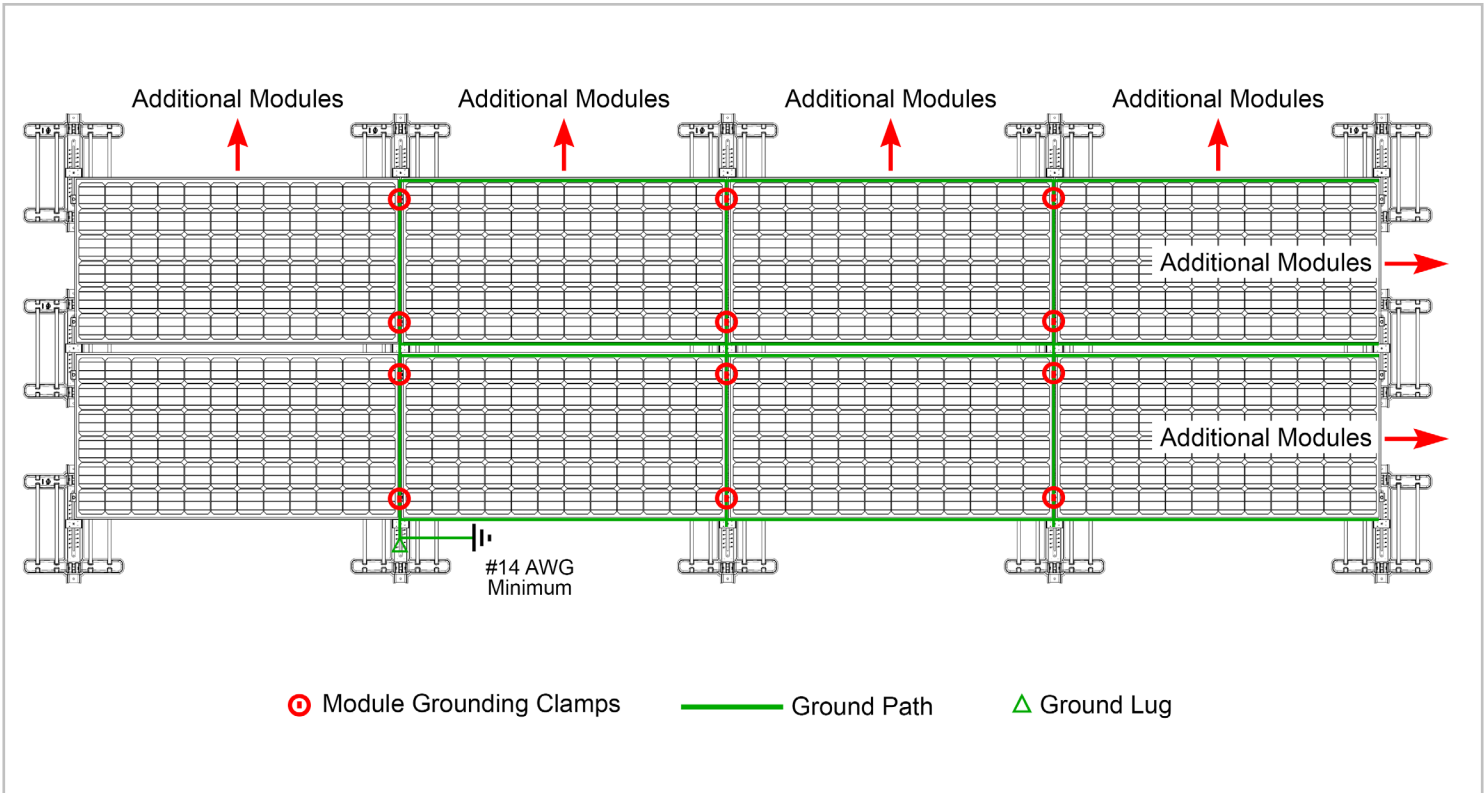 Additional Modules
Additional Modules
Additional Modules
Additional Modules
Additional Modules
Additional Modules
#14 AWG
Minimum
Module Grounding Clamps
Ground Path
Ground Lug